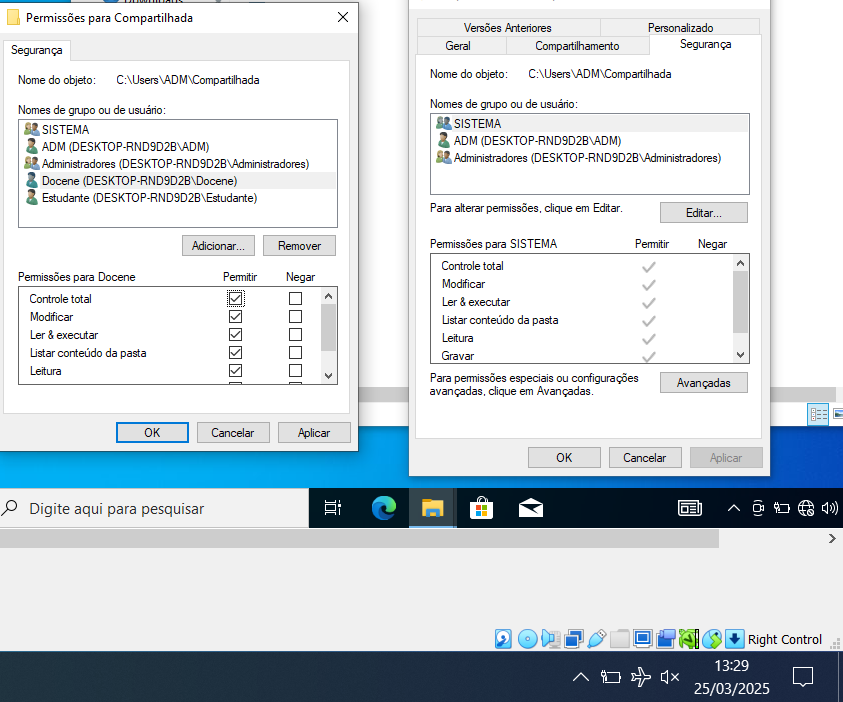 Downloads
Permissões para Compartilhada
Segurança
Nome do objeto: C:\Users\ADM\Compartilhada
Nomes de grupo ou de usuário:
SISTEMA
ADM (DESKTOP-RND9D2B\ADM)
Administradores (DESKTOP-RND9D2B\Administradores)
Docene (DESKTOP-RND9D2B\Docene)
Estudante (DESKTOP-RND9D2B\Estudante)
Adicionar... Remover
Permissões para Docene Permitir Negar
Controle total
Modificar
Ler & executar
Listar conteúdo da pasta
Leitura
OK Cancelar Aplicar
Versões Anteriores Personalizado
Geral Compartilhamento Segurança
Nome do objeto: C:\Users\ADM\Compartilhada
Nomes de grupo ou de usuário:
SISTEMA
ADM (DESKTOP-RND9D2B\ADM)
Administradores (DESKTOP-RND9D2B\Administradores)
Para alterar permissões, clique em Editar. Editar...
Permissões para SISTEMA Permitir Negar
Controle total
Modificar
Ler & executar
Listar conteúdo da pasta
Leitura
Gravar
Para permissões especiais ou configurações
avançadas, clique em Avançadas. Avançadas
OK Cancelar Aplicar
Digite aqui para pesquisar
Right Control
13:29
25/03/2025